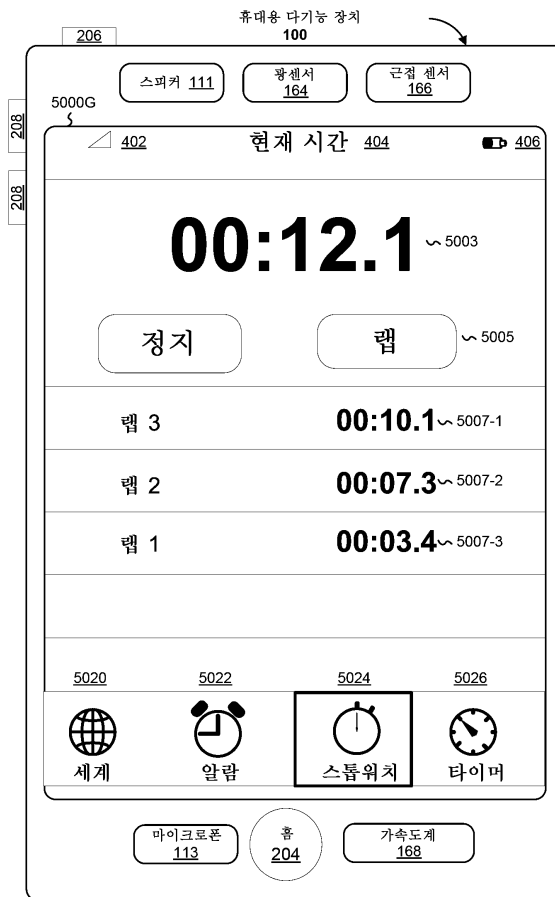 휴대용 다기능 장치
100
206
스피커 111
광센서
164
근접 센서
166
5000G
208
208
402
현재 시간 404
406
00:12.1 5003
정지 랩 5005
랩 3 00:10.1 5007-1
랩 2 00:07.3 5007-2
랩 1 00:03.4 5007-3
5020 5022 5024 5026
세계 알람 스톱워치 타이머
마이크로폰
113
홈
204
가속도계
168